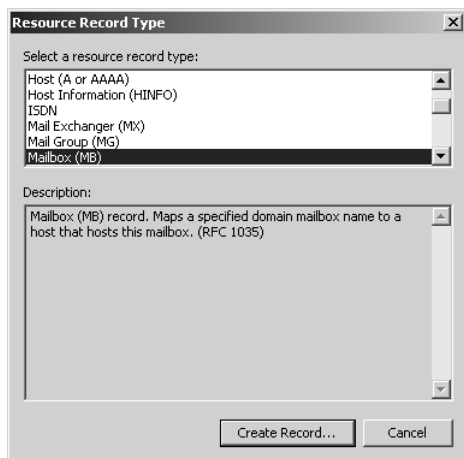 Resource Record Type
Select a resource record type:
Host (A or AAAA)
Host Information (HINFO)
ISDN
Mail Exchanger (MX)
Mail Group (MG)
Mailbox (MB)
Description:
Mailbox (MB) record. Maps a specified domain mailbox name to a
host that hosts this mailbox. (RFC 1035)
Create Record... Cancel